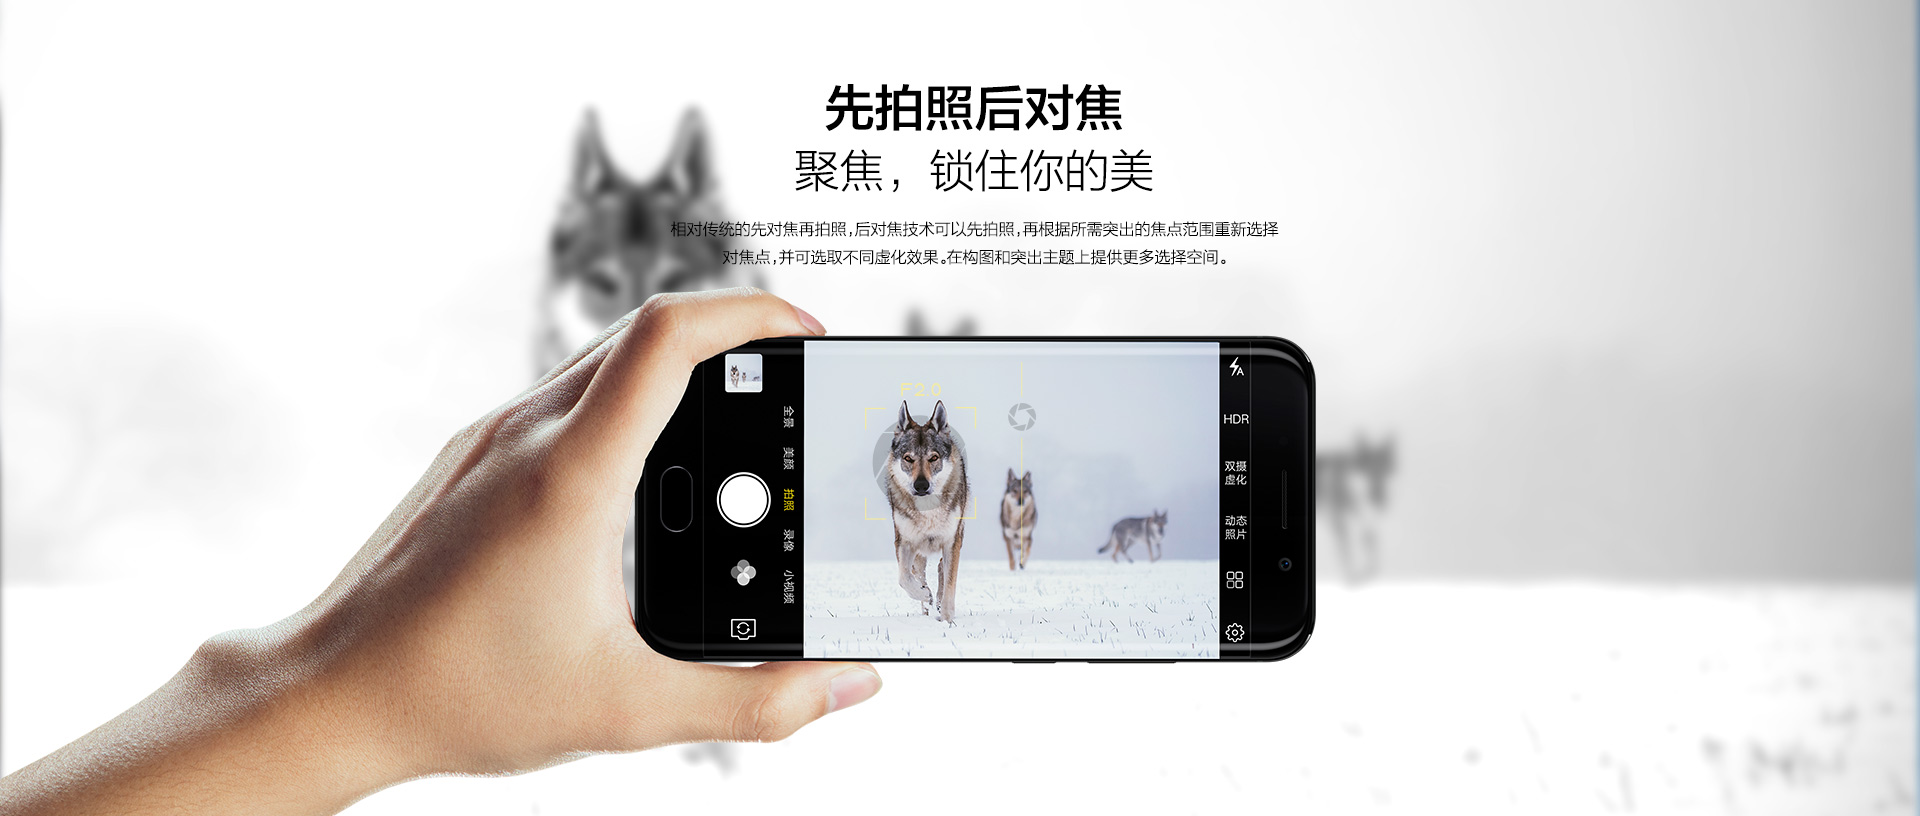 先拍照后对焦
聚焦，锁住你的美
相对传统的先对焦再拍照，后对焦技术可以先拍照，再根据所需突出的焦点范围重新选择
对焦点，并可选取不同虚化效果。在构图和突出主题上提供更多选择空间。
F2.0
全景
美颜
拍照
录像
小视频
A
HDR
双摄
虚化
动态
照片